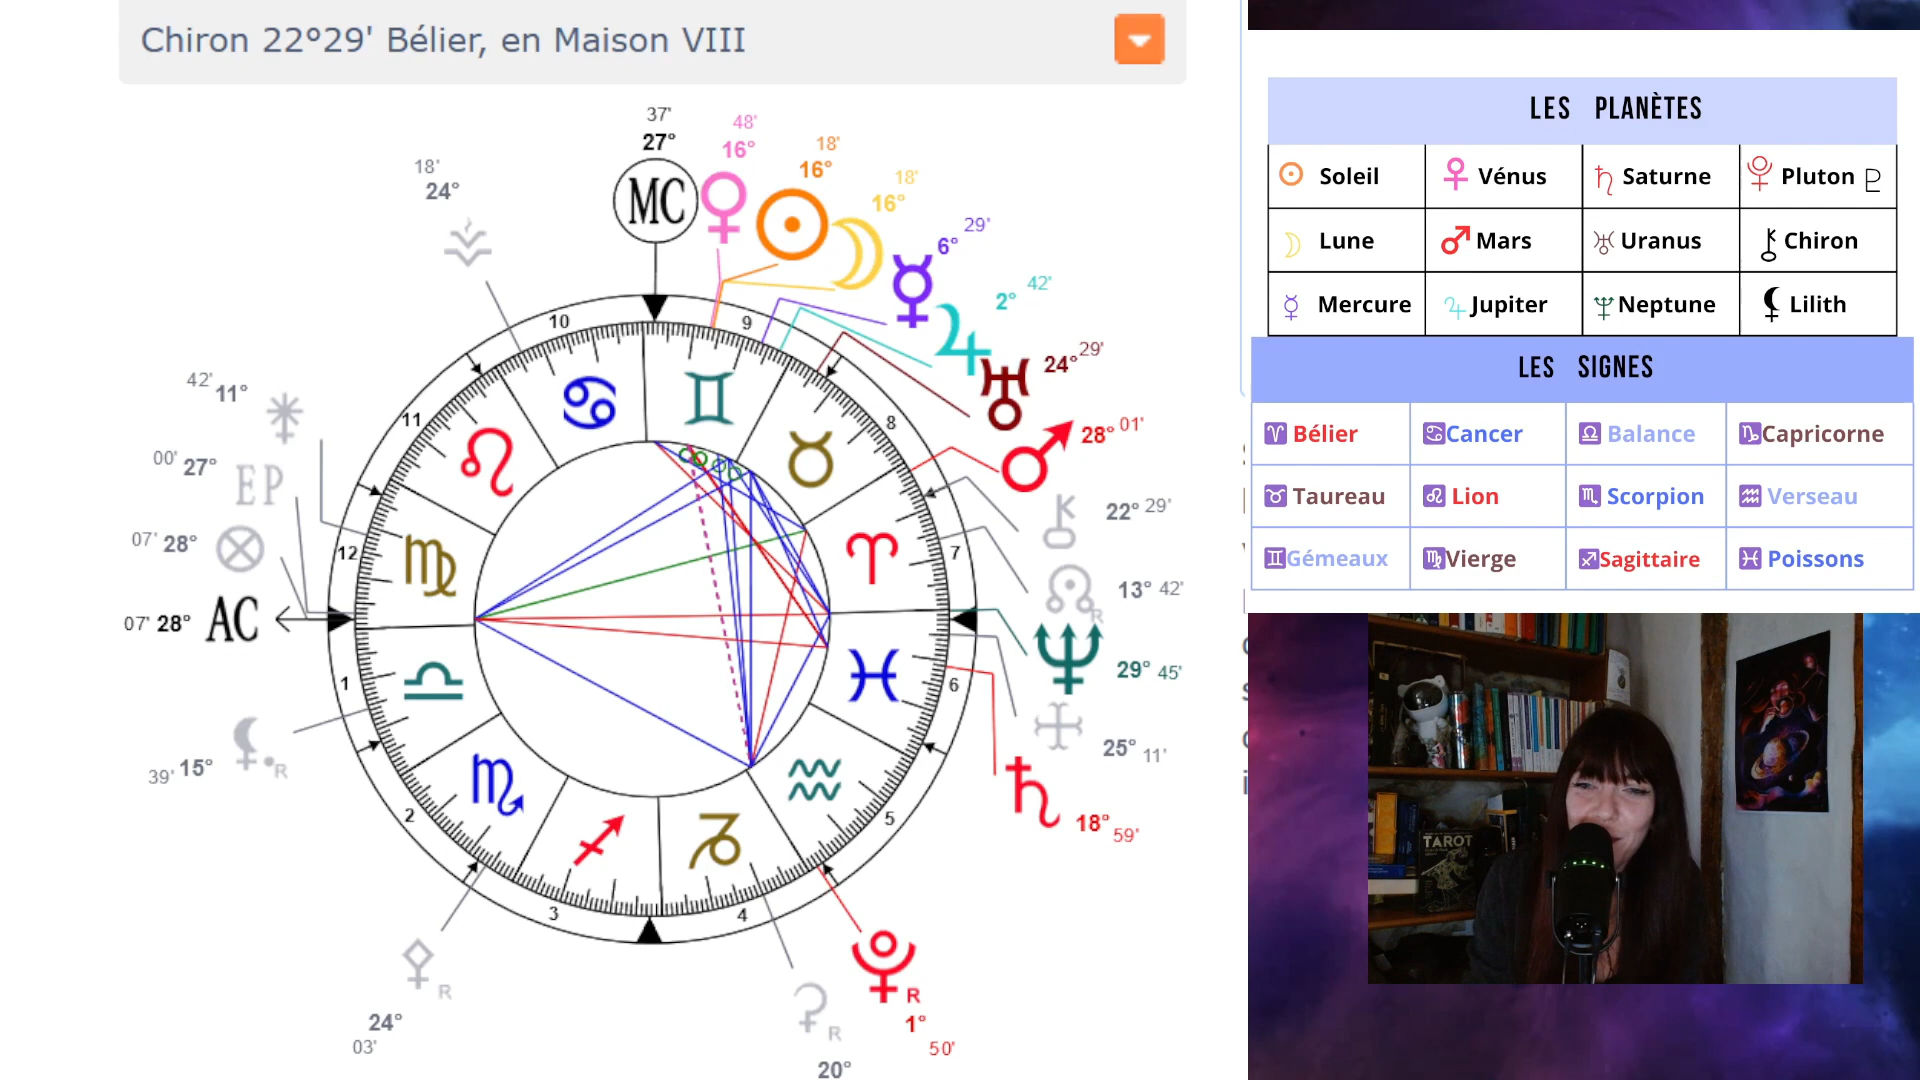 Chiron 22°29' Bélier, en Maison VIII
37'
27°
MC
48'
16°
18'
16°
18'
16°
29'
6°
42'
2°
29'
24°
01'
28°
22° 29'
13° 42'
R
29° 45'
25° 11'
18° 59'
R
1°
50'
R
20°
R
24°
03'
39' 15°
R
07' 28° AC
07' 28°
00' 27°
EP
42' 11°
18'
24°
10
9
11
8
12
7
1
6
2
5
3
4
LES PLANÈTES
Soleil Vénus Saturne Pluton
Lune Mars Uranus Chiron
Mercure Jupiter Neptune Lilith
LES SIGNES
Bélier Cancer Balance Capricorne
Taureau Lion Scorpion Verseau
Gémeaux Vierge Sagittaire Poissons
TAROT